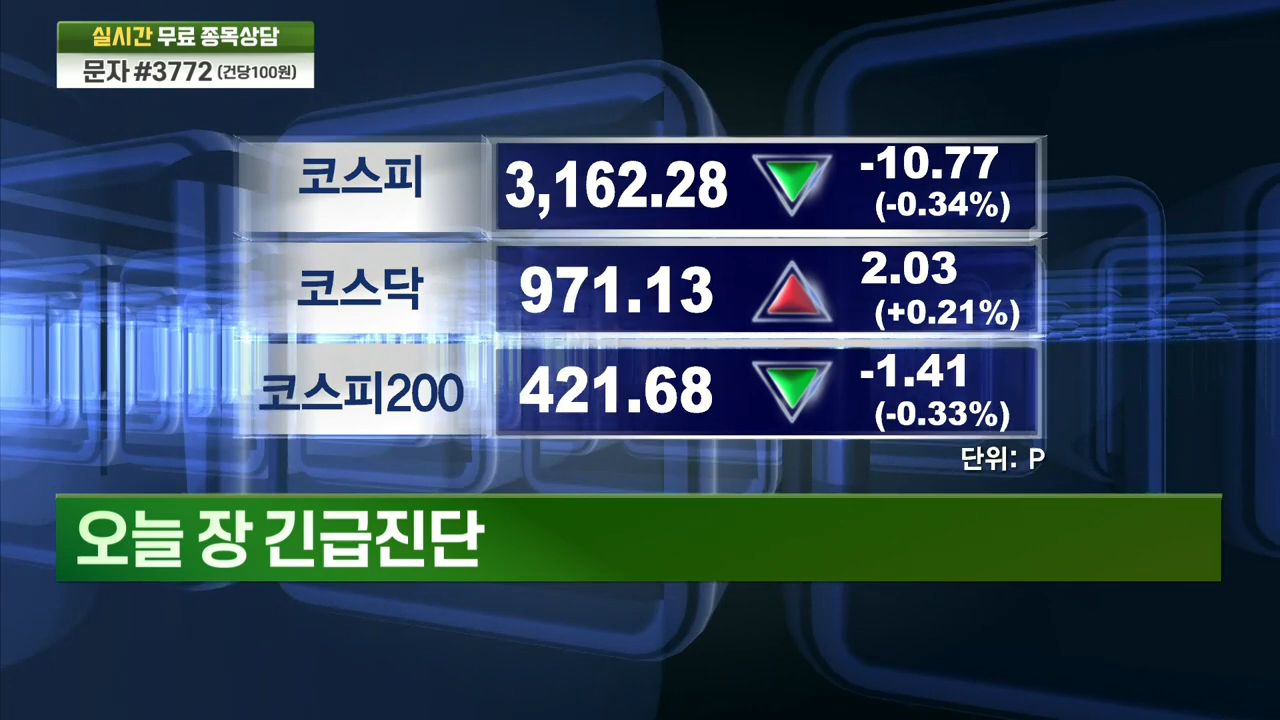 실시간 무료 종목상담
문자 #3772 (건당100원)
코스피 3,162.28 -10.77 (-0.34%)
코스닥 971.13 2.03 (+0.21%)
코스피200 421.68 -1.41 (-0.33%)
단위: P
오늘 장 긴급진단